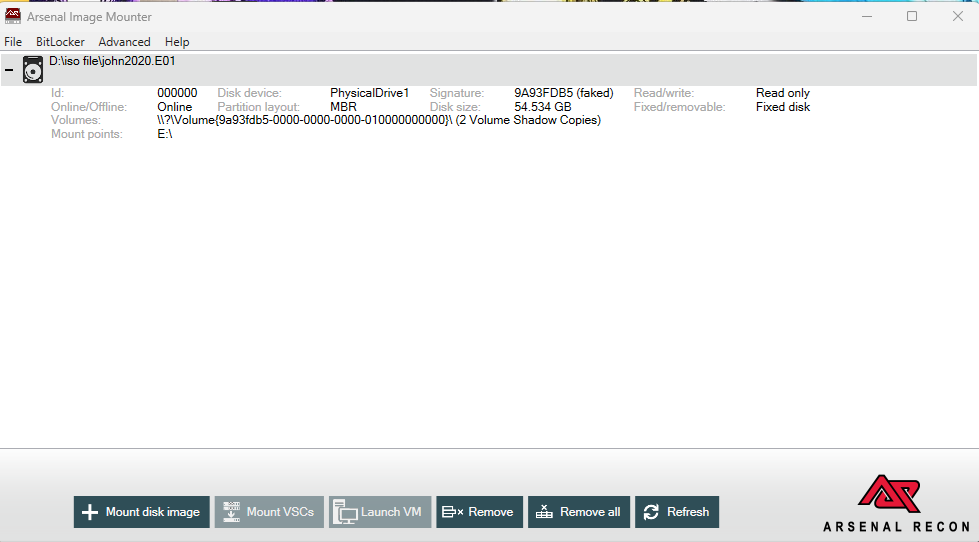 Arsenal Image Mounter
File BitLocker Advanced Help
D:\iso file\john2020.E01
Id: 000000 Disk device: PhysicalDrive1 Signature: 9A93FDB5 (faked) Read/write: Read only
Online/Offline: Online Partition layout: MBR Disk size: 54.534 GB Fixed/removable: Fixed disk
Volumes: \\?\Volume{9a93fdb5-0000-0000-0000-010000000000}\ (2 Volume Shadow Copies)
Mount points: E:\
Mount disk image Mount VSCs Launch VM Remove Remove all Refresh
ARSENAL RECON